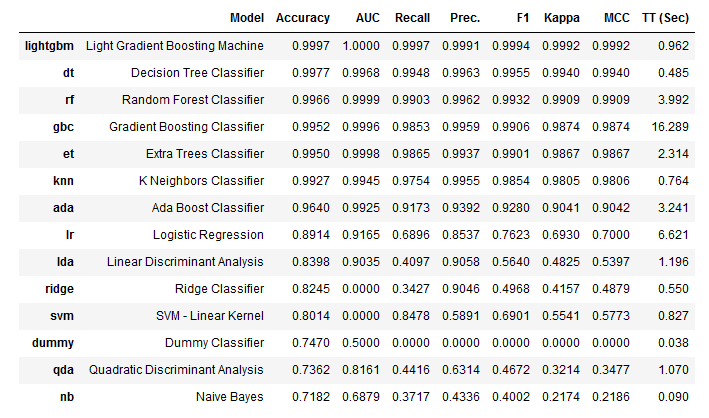 Model Accuracy AUC Recall Prec. F1 Kappa MCC TT (Sec)
lightgbm Light Gradient Boosting Machine 0.9997 1.0000 0.9997 0.9991 0.9994 0.9992 0.9992 0.962
dt Decision Tree Classifier 0.9977 0.9968 0.9948 0.9963 0.9955 0.9940 0.9940 0.485
rf Random Forest Classifier 0.9966 0.9999 0.9903 0.9962 0.9932 0.9909 0.9909 3.992
gbc Gradient Boosting Classifier 0.9952 0.9996 0.9853 0.9959 0.9906 0.9874 0.9874 16.289
et Extra Trees Classifier 0.9950 0.9998 0.9865 0.9937 0.9901 0.9867 0.9867 2.314
knn K Neighbors Classifier 0.9927 0.9945 0.9754 0.9955 0.9854 0.9805 0.9806 0.764
ada Ada Boost Classifier 0.9640 0.9925 0.9173 0.9392 0.9280 0.9041 0.9042 3.241
lr Logistic Regression 0.8914 0.9165 0.6896 0.8537 0.7623 0.6930 0.7000 6.621
lda Linear Discriminant Analysis 0.8398 0.9035 0.4097 0.9058 0.5640 0.4825 0.5397 1.196
ridge Ridge Classifier 0.8245 0.0000 0.3427 0.9046 0.4968 0.4157 0.4879 0.550
svm SVM - Linear Kernel 0.8014 0.0000 0.8478 0.5891 0.6901 0.5541 0.5773 0.827
dummy Dummy Classifier 0.7470 0.5000 0.0000 0.0000 0.0000 0.0000 0.0000 0.038
qda Quadratic Discriminant Analysis 0.7362 0.8161 0.4416 0.6314 0.4672 0.3214 0.3477 1.070
nb Naive Bayes 0.7182 0.6879 0.3717 0.4336 0.4002 0.2174 0.2186 0.090